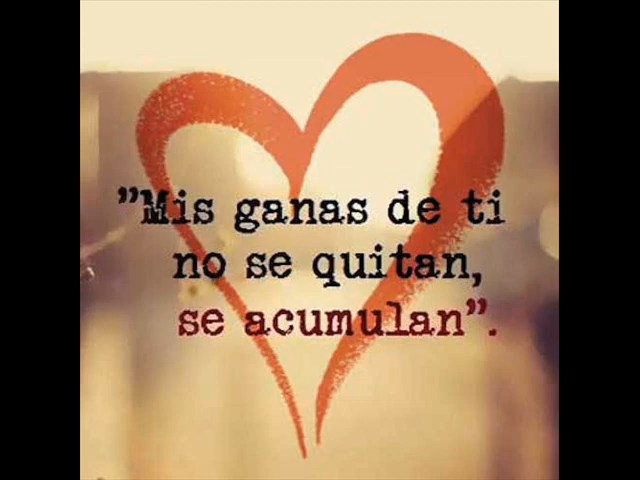 "Mis ganas de ti
no se quitan,
se acumulan".